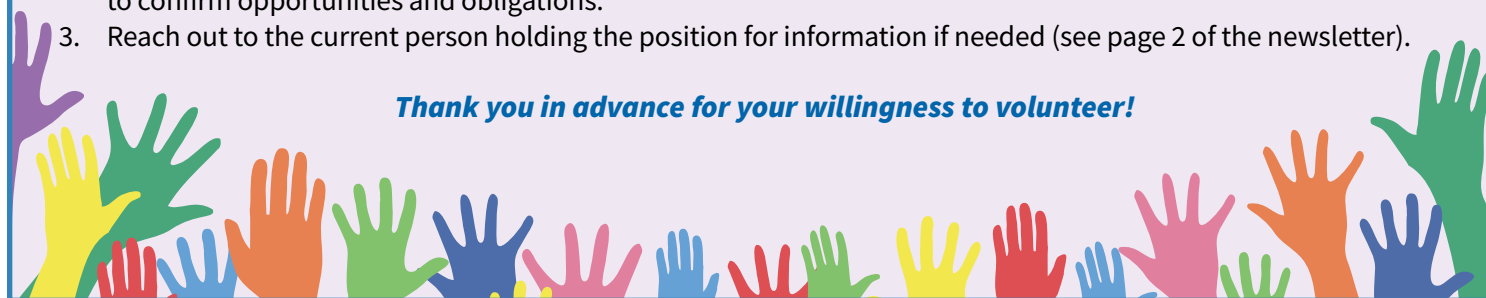 to confirm opportunities and obligations.
3. Reach out to the current person holding the position for information if needed (see page 2 of the newsletter).
Thank you in advance for your willingness to volunteer!